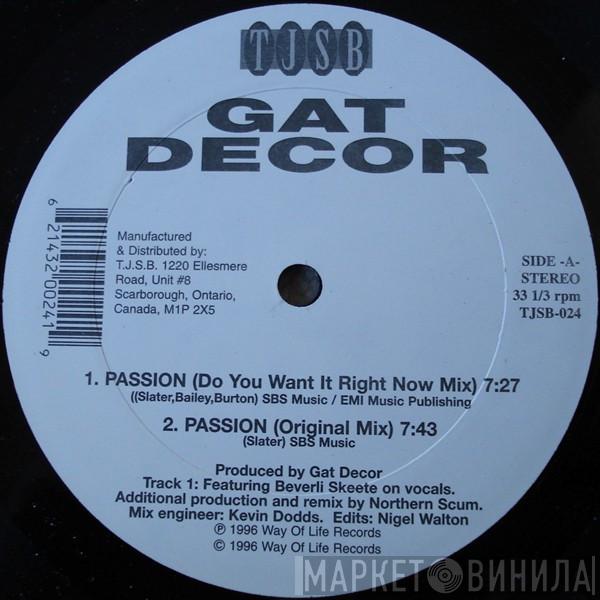 TJSB
GAT
DECOR
6 21432 00241 9
Manufactured
& Distributed by:
T.J.S.B. 1220 Ellesmere
Road, Unit #8
Scarborough, Ontario,
Canada, M1P 2X5
SIDE -A-
STEREO
33 1/3 rpm
TJSB-024
1. PASSION (Do You Want It Right Now Mix) 7:27
((Slater,Bailey,Burton) SBS Music / EMI Music Publishing
2. PASSION (Original Mix) 7:43
(Slater) SBS Music
Produced by Gat Decor
Track 1: Featuring Beverli Skeete on vocals.
Additional production and remix by Northern Scum.
Mix engineer: Kevin Dodds. Edits: Nigel Walton
℗ 1996 Way Of Life Records
© 1996 Way Of Life Records
МАРКЕТ ВИНИЛА